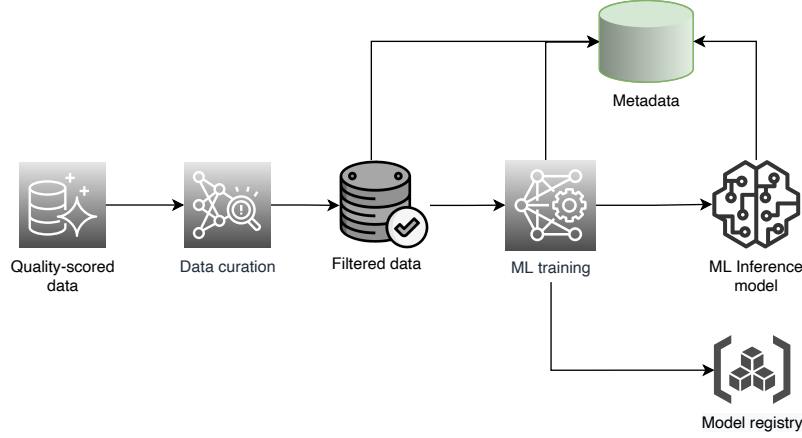 Metadata
Quality-scored
data
Data curation
Filtered data
ML training
ML Inference
model
Model registry